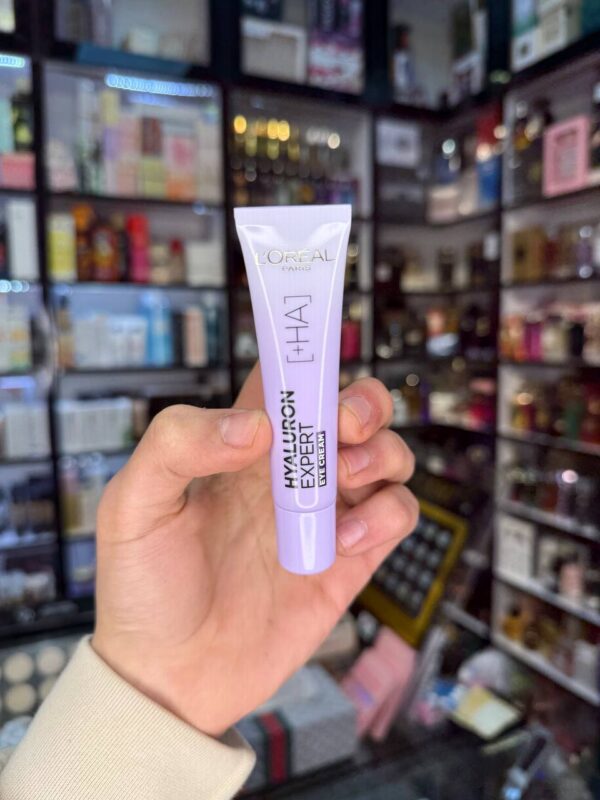 L'ORÉAL
PARIS
[+HA]
HYALURON
EXPERT
EYE CREAM